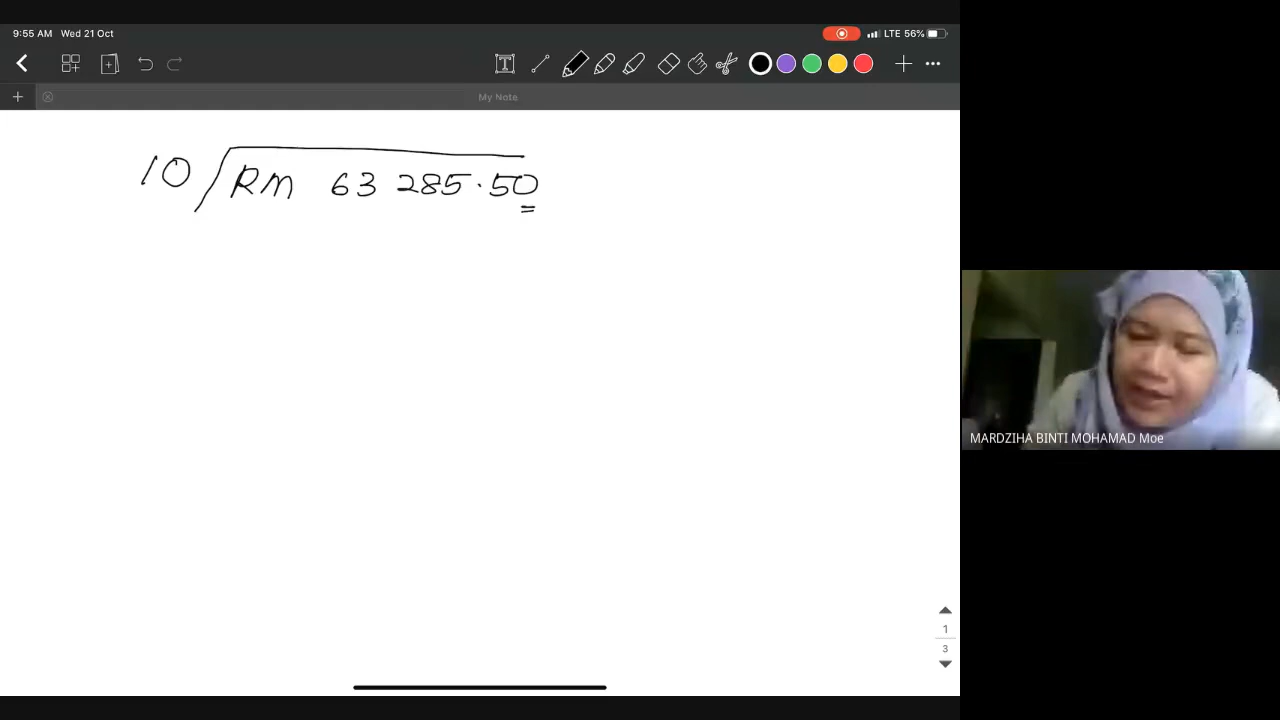 9:55 AM Wed 21 Oct
LTE 56%
T
My Note
10 RM 63 285.50
MARDZIHA BINTI MOHAMAD Moe
1
3